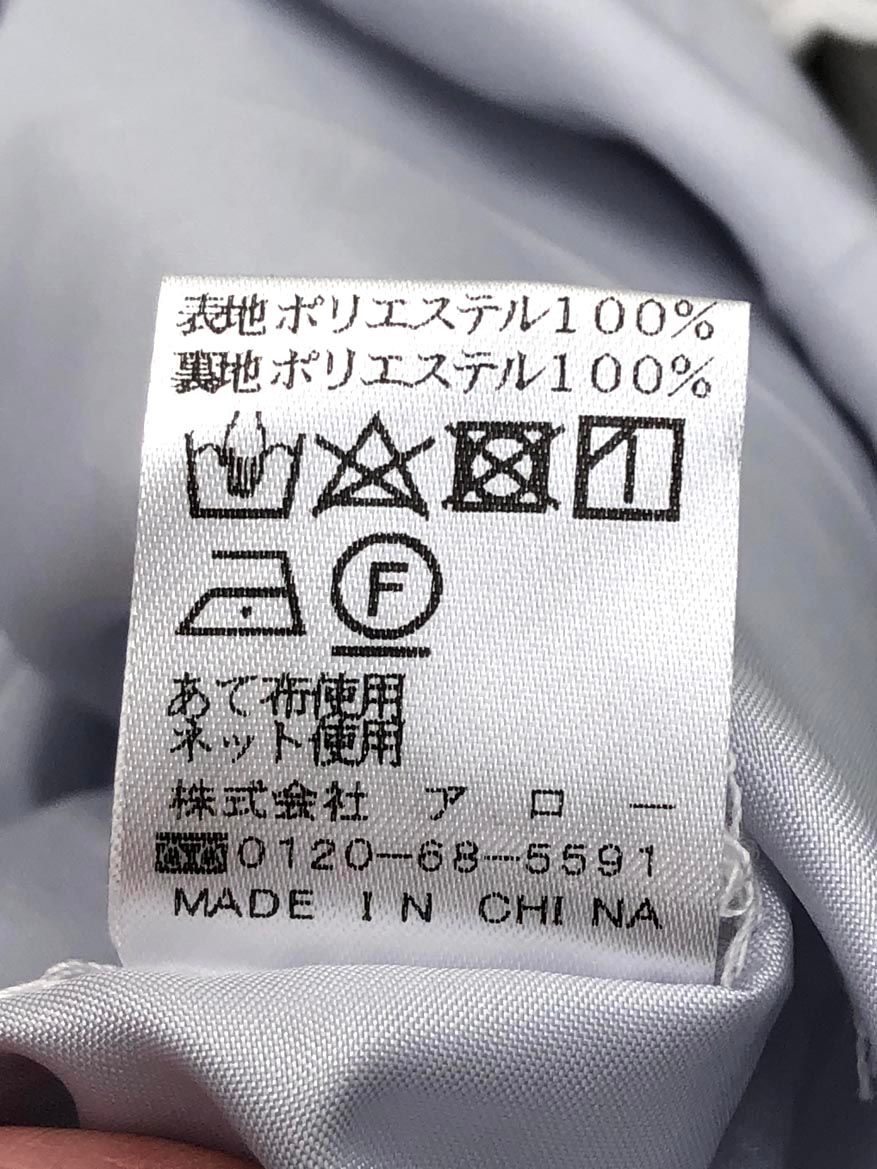 表地ポリエステル100%
裏地ポリエステル100%
F
あて布使用
ネット使用
株式会社 アロー
0120-68-5591
MADE IN CHINA